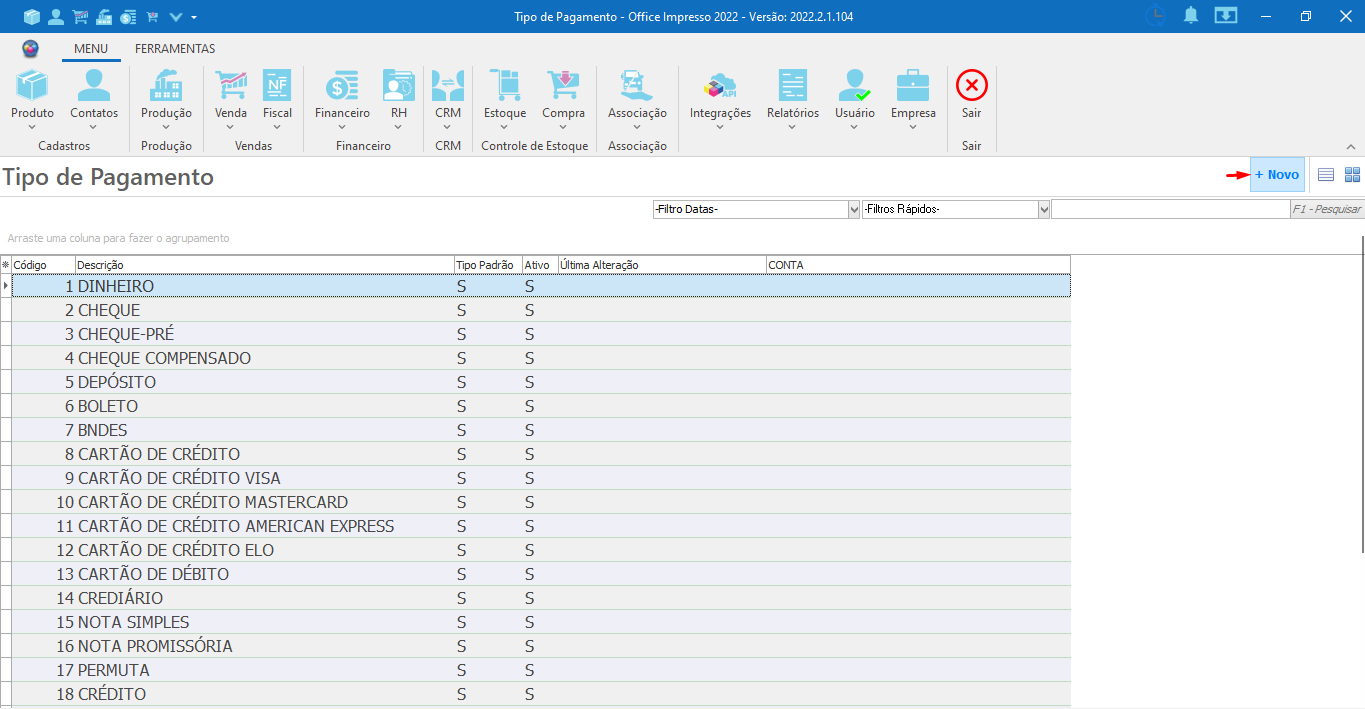 Tipo de Pagamento - Office Impresso 2022 - Versão: 2022.2.1.104
MENU FERRAMENTAS
NF API
Produto Contatos Produção Venda Fiscal Financeiro RH CRM Estoque Compra Associação Integrações Relatórios Usuário Empresa Sair
Cadastros Produção Vendas Financeiro CRM Controle de Estoque Associação Sair
Tipo de Pagamento + Novo
-Filtro Datas- -Filtros Rápidos- F1 - Pesquisar
Arraste uma coluna para fazer o agrupamento
Código Descrição Tipo Padrão Ativo Última Alteração CONTA
1 DINHEIRO S S
2 CHEQUE S S
3 CHEQUE-PRÉ S S
4 CHEQUE COMPENSADO S S
5 DEPÓSITO S S
6 BOLETO S S
7 BNDES S S
8 CARTÃO DE CRÉDITO S S
9 CARTÃO DE CRÉDITO VISA S S
10 CARTÃO DE CRÉDITO MASTERCARD S S
11 CARTÃO DE CRÉDITO AMERICAN EXPRESS S S
12 CARTÃO DE CRÉDITO ELO S S
13 CARTÃO DE DÉBITO S S
14 CREDIÁRIO S S
15 NOTA SIMPLES S S
16 NOTA PROMISSÓRIA S S
17 PERMUTA S S
18 CRÉDITO S S